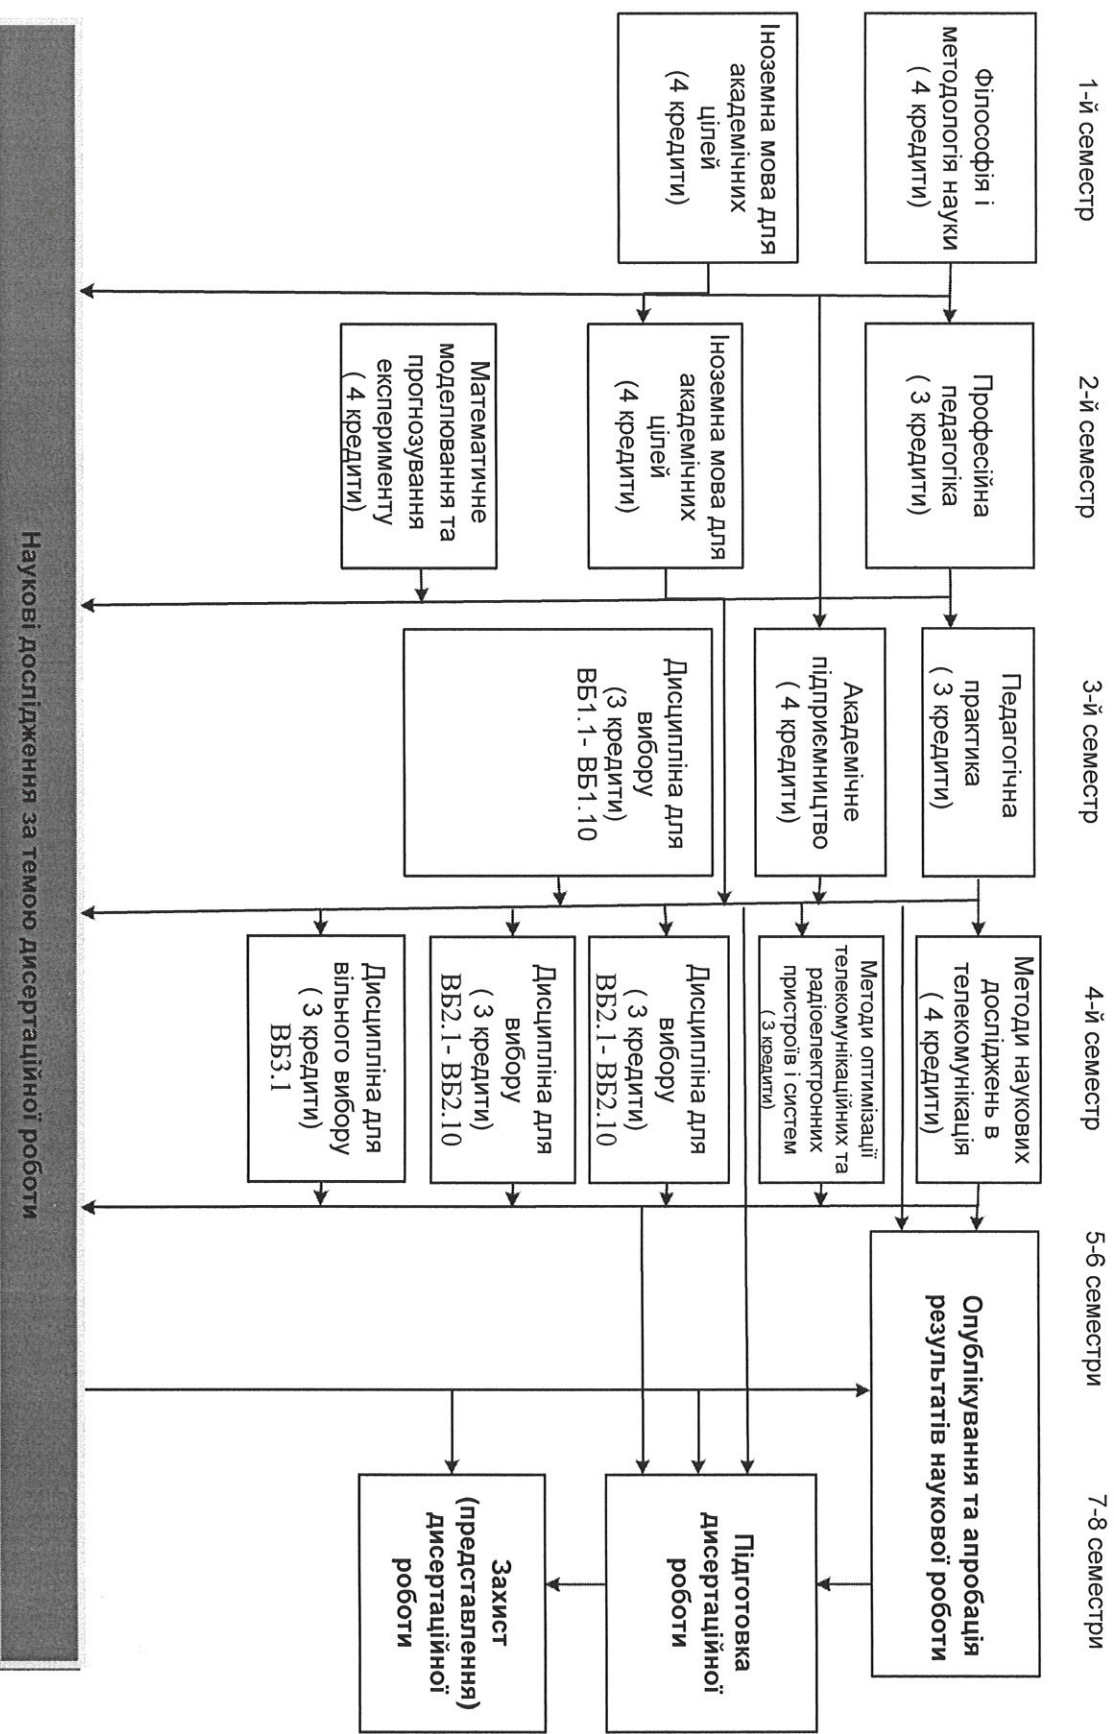 1-й семестр
2-й семестр
3-й семестр
4-й семестр
5-6 семестри
7-8 семестри
Філософія і
методологія науки
( 4 кредити)
Іноземна мова для
академічних
цілей
(4 кредити)
Професійна
педагогіка
( 3 кредити)
Іноземна мова для
академічних
цілей
(4 кредити)
Математичне
моделювання та
прогнозування
експерименту
( 4 кредити)
Педагогічна
практика
( 3 кредити)
Академічне
підприємництво
( 4 кредити)
Дисципліна для
вибору
(3 кредити)
ВБ1.1- ВБ1.10
Методи наукових
досліджень в
телекомунікація
( 4 кредити)
Методи оптимізації
телекомунікаційних та
радіоелектронних
пристроїв і систем
( 3 кредити)
Дисципліна для
вибору
( 3 кредити)
ВБ2.1- ВБ2.10
Дисципліна для
вибору
( 3 кредити)
ВБ2.1- ВБ2.10
Дисципліна для
вільного вибору
( 3 кредити)
ВБ3.1
Опублікування та апробація
результатів наукової роботи
Підготовка
дисертаційної
роботи
Захист
(представлення)
дисертаційної
роботи
Наукові дослідження за темою дисертаційної роботи